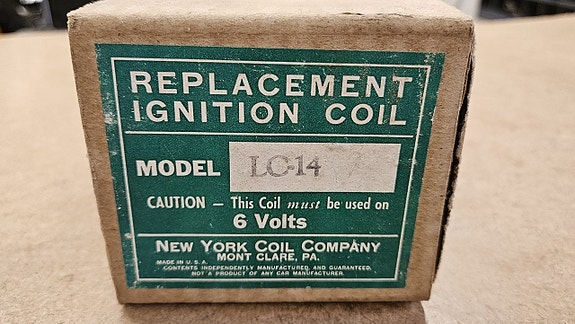 REPLACEMENT
IGNITION COIL
MODEL LC-14
CAUTION — This Coil must be used on
6 Volts
NEW YORK COIL COMPANY
MONT CLARE, PA.
MADE IN U.S.A.
CONTENTS INDEPENDENTLY MANUFACTURED, AND GUARANTEED,
NOT A PRODUCT OF ANY CAR MANUFACTURER.